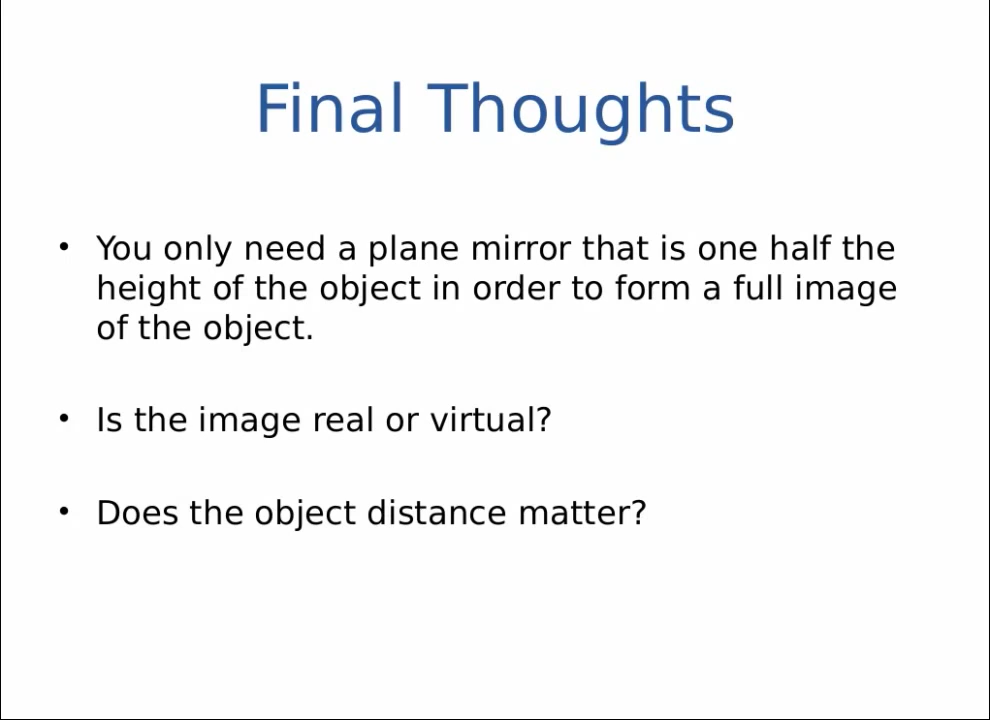 Final Thoughts
• You only need a plane mirror that is one half the
height of the object in order to form a full image
of the object.
• Is the image real or virtual?
• Does the object distance matter?